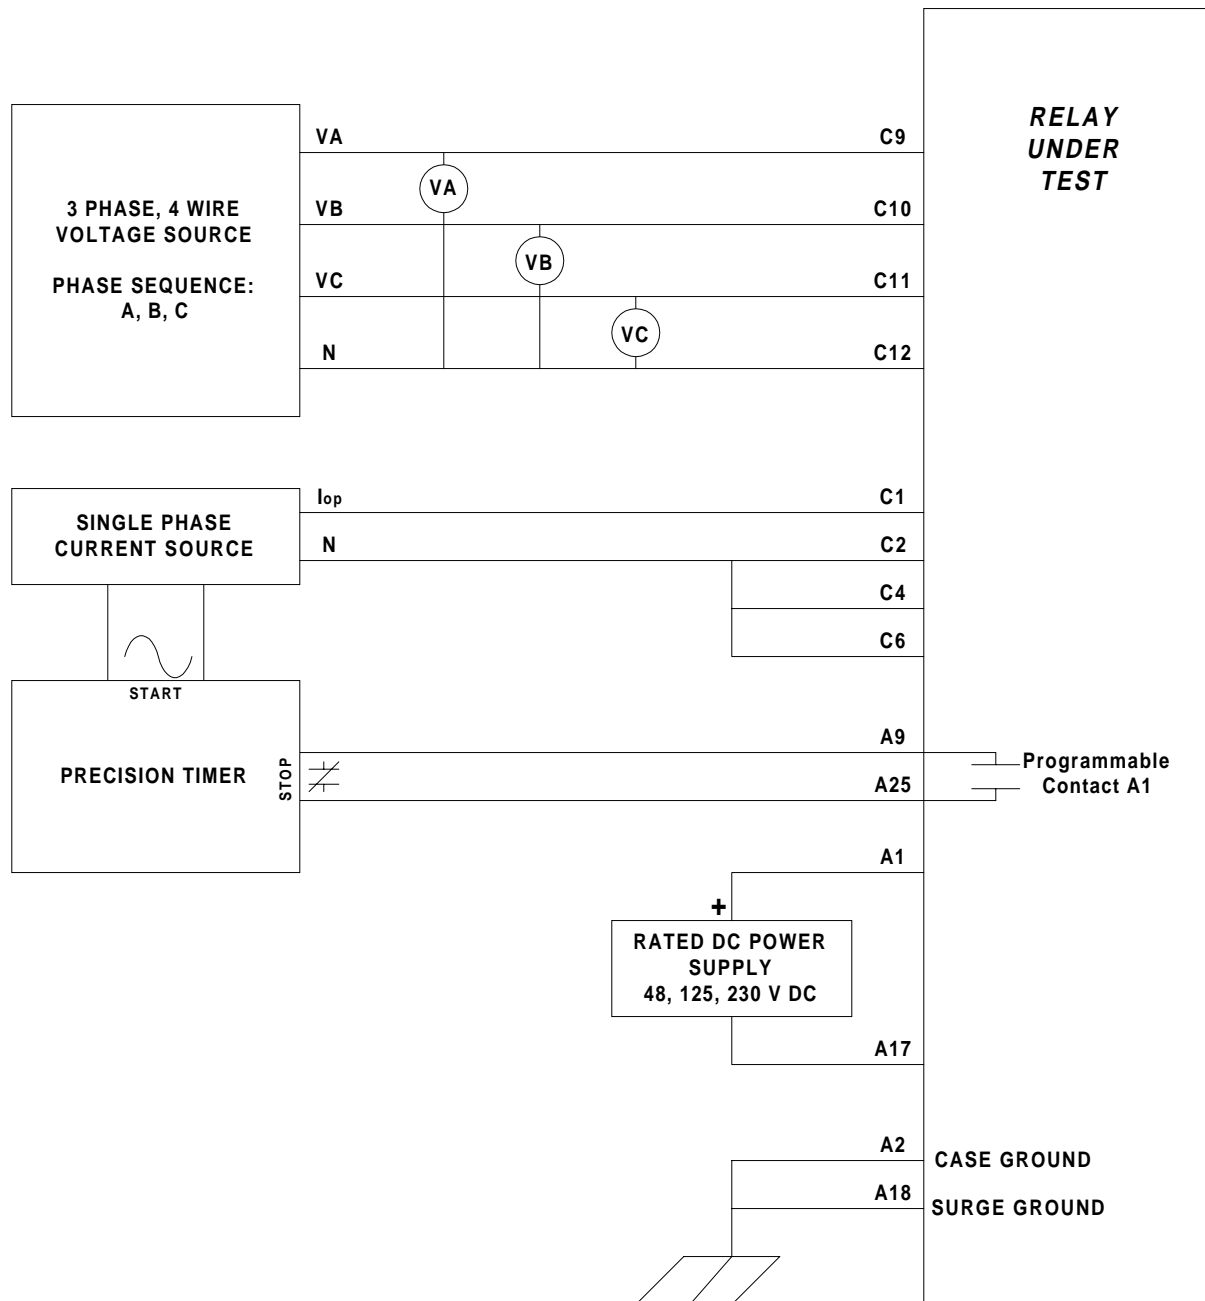 RELAY
UNDER
TEST
3 PHASE, 4 WIRE
VOLTAGE SOURCE
PHASE SEQUENCE:
A, B, C
VA
VA
C9
VB
VB
C10
VC
VC
C11
N
C12
SINGLE PHASE
CURRENT SOURCE
Iop
C1
N
C2
C4
C6
START
PRECISION TIMER
STOP
A9
A25
Programmable
Contact A1
A1
+
RATED DC POWER
SUPPLY
48, 125, 230 V DC
A17
A2
CASE GROUND
A18
SURGE GROUND